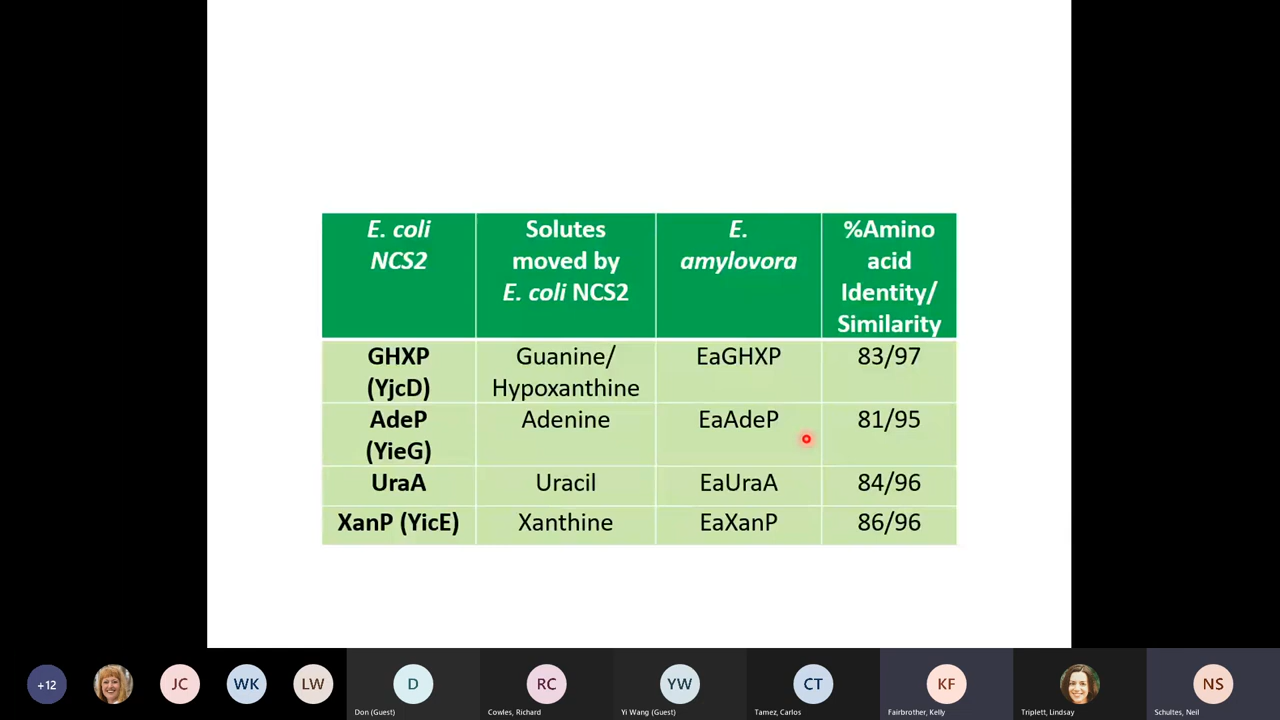 E. coli
NCS2
Solutes
moved by
E. coli NCS2
E.
amylovora
%Amino
acid
Identity/
Similarity
GHXP
(YjcD)
Guanine/
Hypoxanthine
EaGHXP
83/97
AdeP
(YieG)
Adenine
EaAdeP
81/95
UraA
Uracil
EaUraA
84/96
XanP (YicE)
Xanthine
EaXanP
86/96
+12
JC
WK
LW
D
Don (Guest)
RC
Cowles, Richard
YW
Yi Wang (Guest)
CT
Tamez, Carlos
KF
Fairbrother, Kelly
Triplett, Lindsay
NS
Schultes, Neil